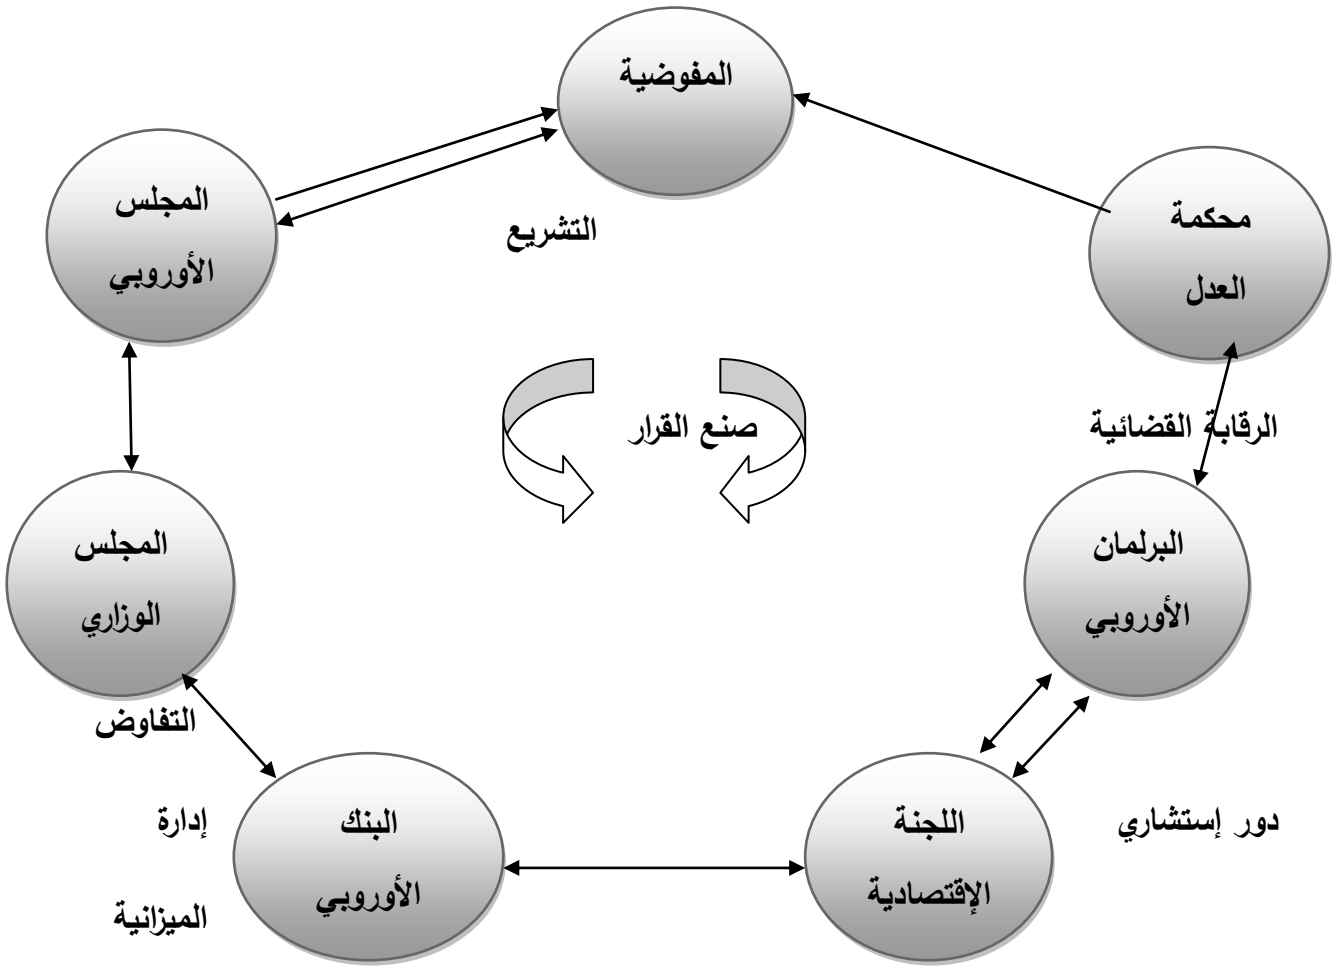 المفوضية
المجلس
الأوروبي
محكمة
العدل
التشريع
صنع القرار
الرقابة القضائية
المجلس
الوزاري
البرلمان
الأوروبي
التفاوض
إدارة
الميزانية
البنك
الأوروبي
اللجنة
الإقتصادية
دور إستشاري